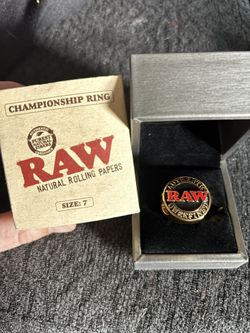 CHAMPIONSHIP RING
RAW
NATURAL ROLLING PAPERS
SIZE: 7
RAW